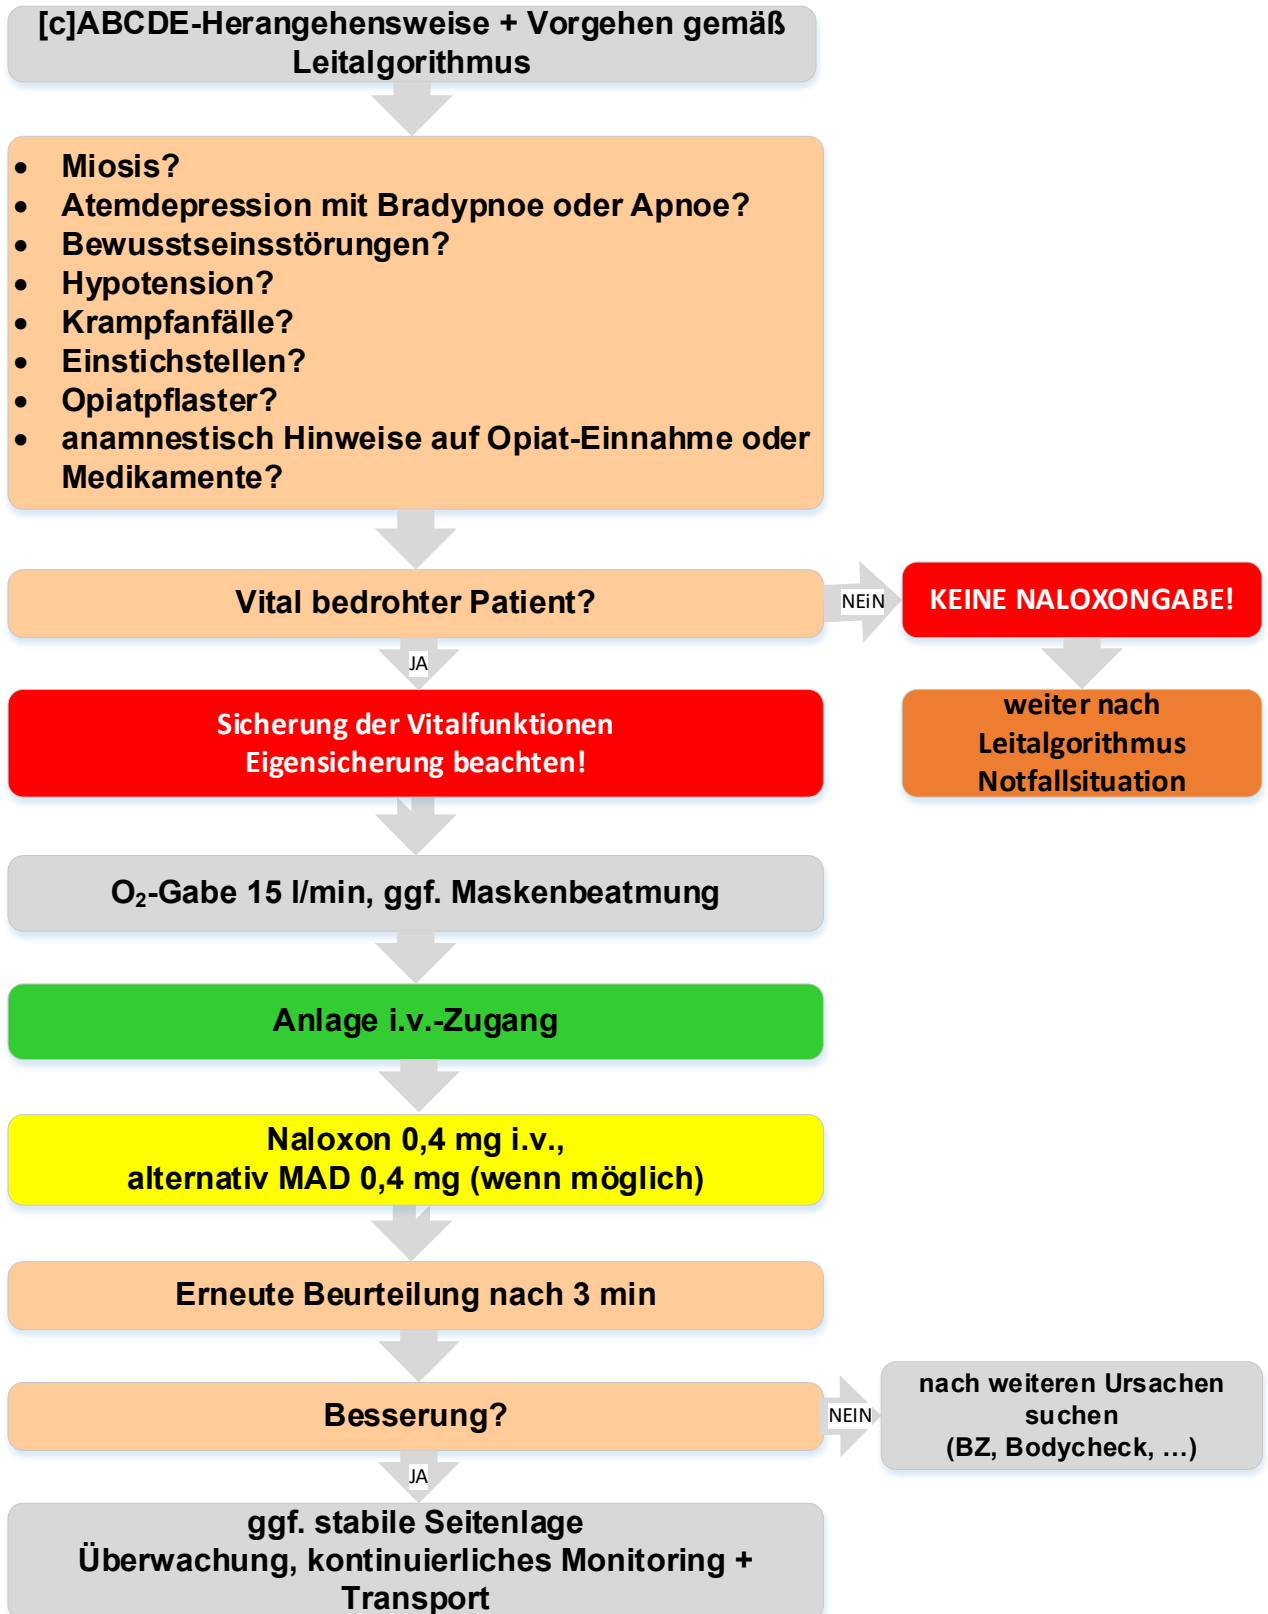 [c]ABCDE-Herangehensweise + Vorgehen gemäß
Leitalgorithmus
• Miosis?
• Atemdepression mit Bradypnoe oder Apnoe?
• Bewusstseinsstörungen?
• Hypotension?
• Krampfanfälle?
• Einstichstellen?
• Opiatpflaster?
• anamnestisch Hinweise auf Opiat-Einnahme oder
Medikamente?
Vital bedrohter Patient?
NEiN
KEINE NALOXONGABE!
JA
Sicherung der Vitalfunktionen
Eigensicherung beachten!
weiter nach
Leitalgorithmus
Notfallsituation
O₂-Gabe 15 l/min, ggf. Maskenbeatmung
Anlage i.v.-Zugang
Naloxon 0,4 mg i.v.,
alternativ MAD 0,4 mg (wenn möglich)
Erneute Beurteilung nach 3 min
Besserung?
NEIN
nach weiteren Ursachen
suchen
(BZ, Bodycheck, …)
JA
ggf. stabile Seitenlage
Überwachung, kontinuierliches Monitoring +
Transport